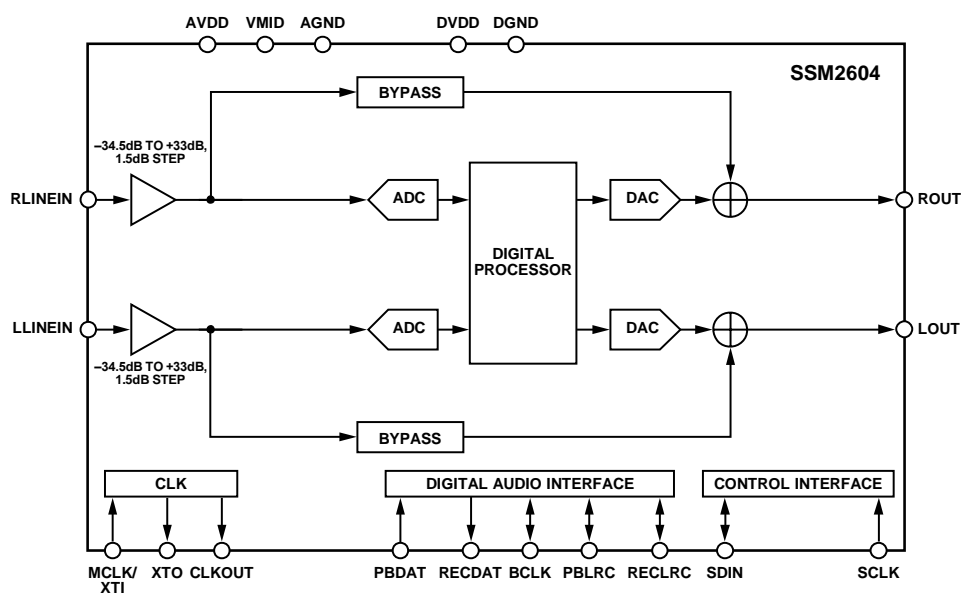 AVDD VMID AGND DVDD DGND
SSM2604
BYPASS
–34.5dB TO +33dB,
1.5dB STEP
RLINEIN
ADC
DAC
ROUT
DIGITAL
PROCESSOR
LLINEIN
ADC
DAC
LOUT
–34.5dB TO +33dB,
1.5dB STEP
BYPASS
CLK
DIGITAL AUDIO INTERFACE
CONTROL INTERFACE
MCLK/
XTI
XTO CLKOUT
PBDAT RECDAT BCLK PBLRC RECLRC
SDIN
SCLK